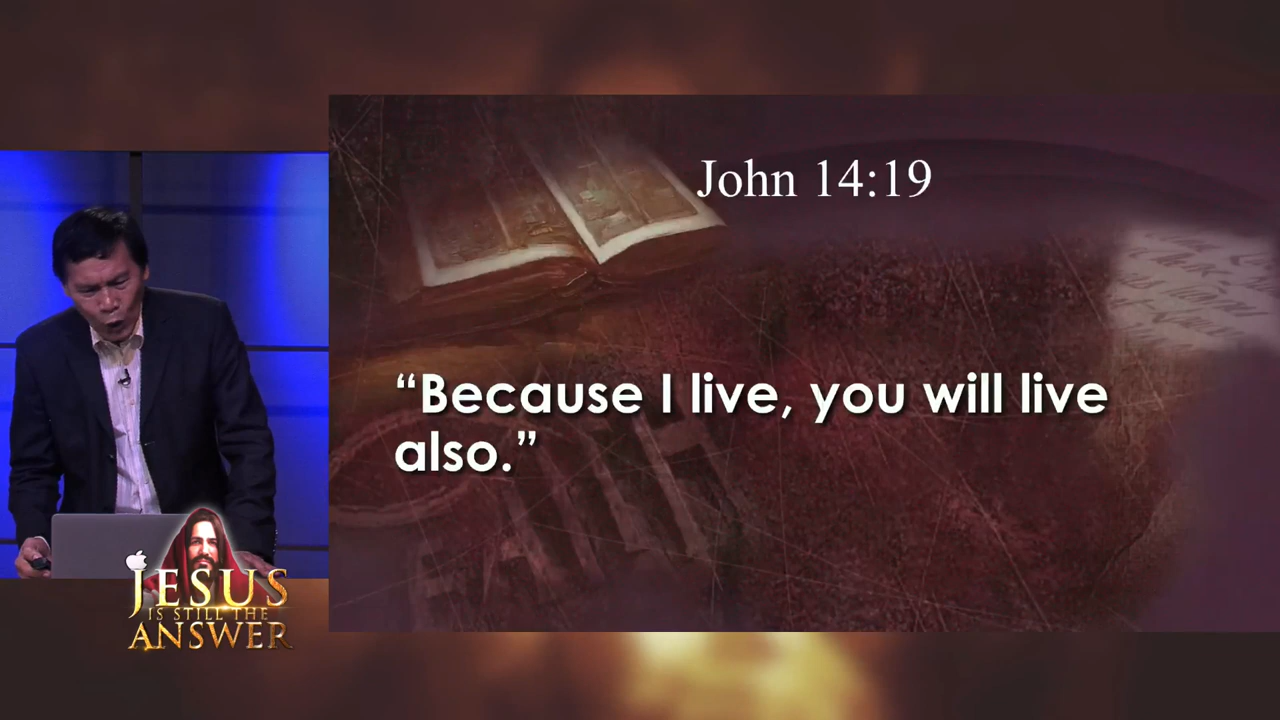 John 14:19
“Because I live, you will live
also.”
JESUS
IS STILL THE
ANSWER